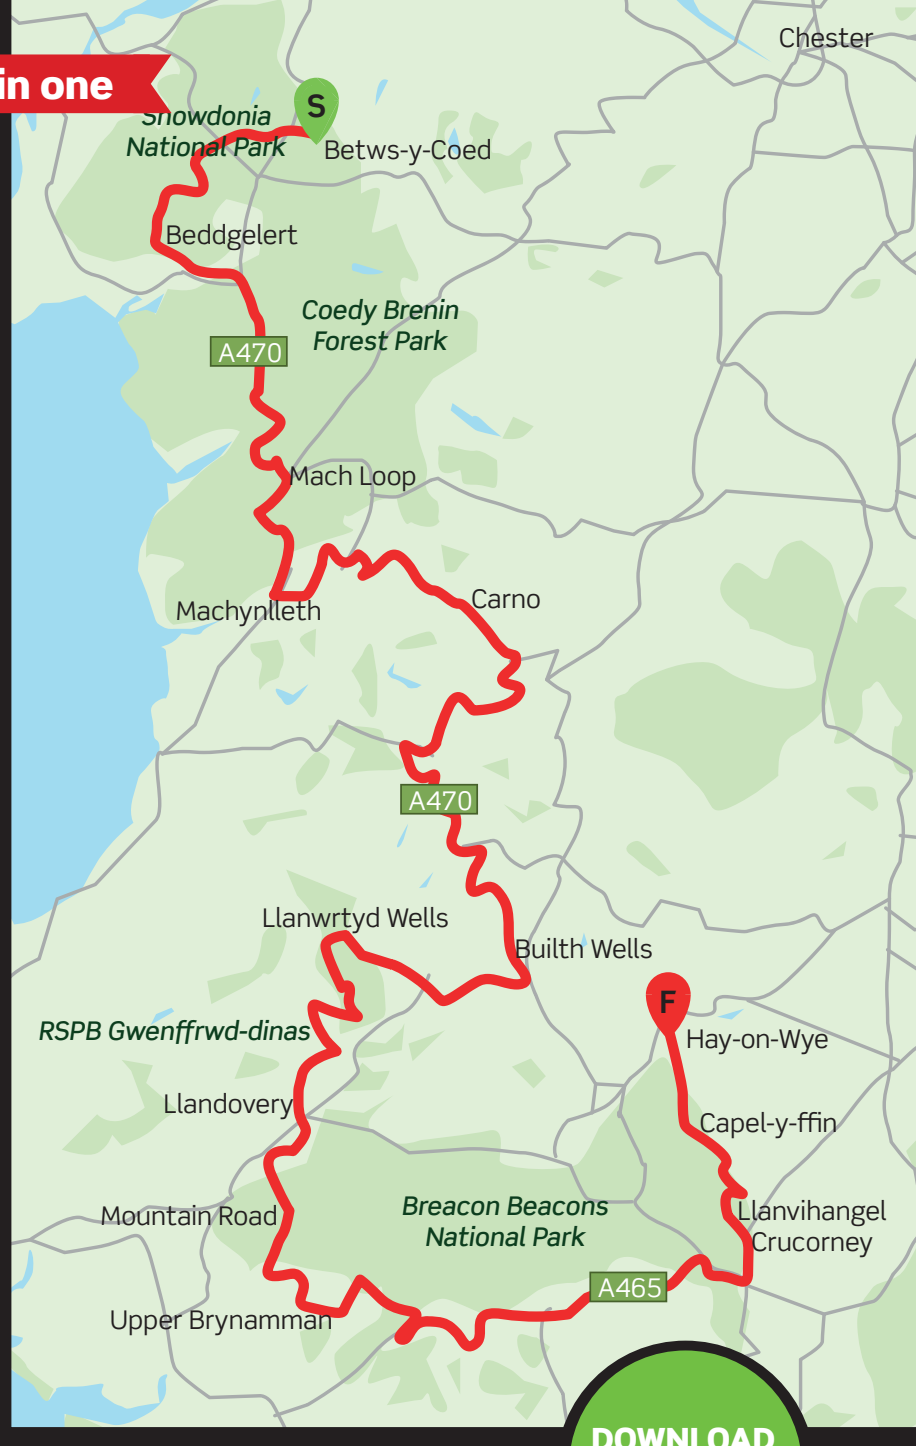 Chester
in one
S
Snowdonia
National Park
Betws-y-Coed
Beddgelert
Coedy Brenin
Forest Park
A470
Mach Loop
Carno
Machynlleth
A470
Llanwrtyd Wells
Builth Wells
F
RSPB Gwenffrwd-dinas
Hay-on-Wye
Llandovery
Capel-y-ffin
Breacon Beacons
National Park
Mountain Road
Llanvihangel
Crucorney
A465
Upper Brynamman
DOWNLOAD